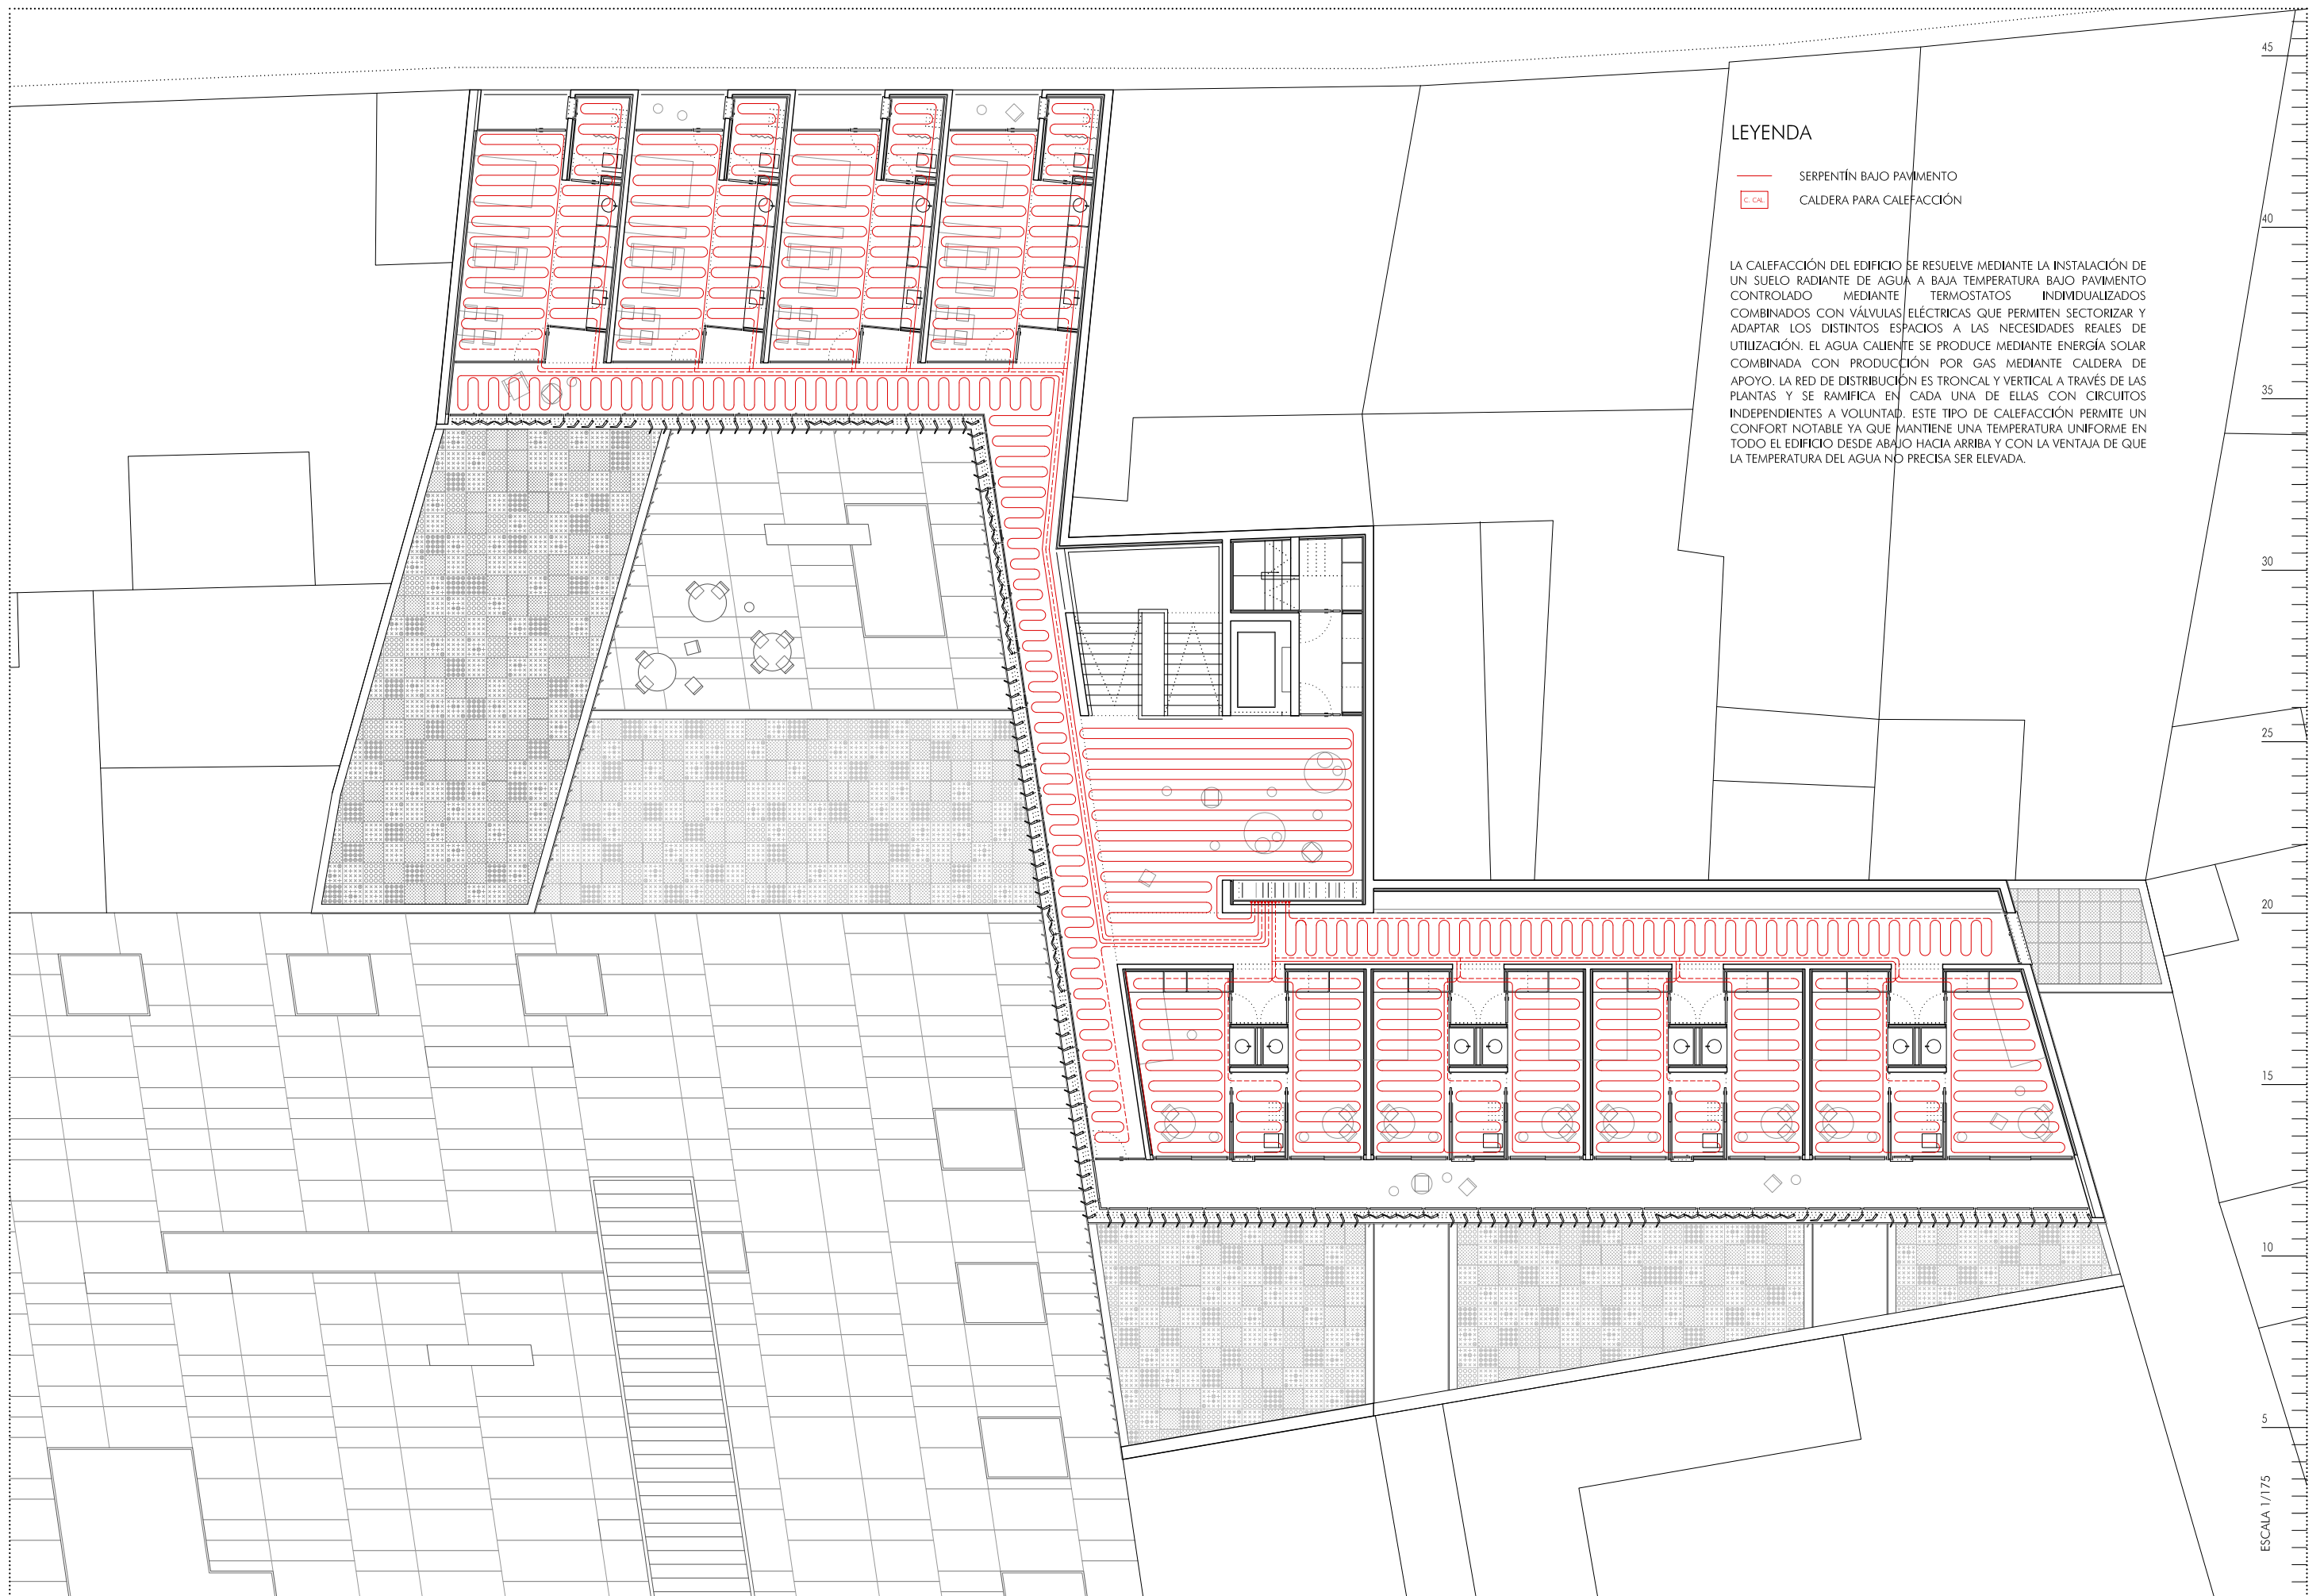 LEYENDA
SERPENTÍN BAJO PAVIMENTO
C. CAL.
CALDERA PARA CALEFACCIÓN
LA CALEFACCIÓN DEL EDIFICIO SE RESUELVE MEDIANTE LA INSTALACIÓN DE
UN SUELO RADIANTE DE AGUA A BAJA TEMPERATURA BAJO PAVIMENTO
CONTROLADO MEDIANTE TERMOSTATOS INDIVIDUALIZADOS
COMBINADOS CON VÁLVULAS ELÉCTRICAS QUE PERMITEN SECTORIZAR Y
ADAPTAR LOS DISTINTOS ESPACIOS A LAS NECESIDADES REALES DE
UTILIZACIÓN. EL AGUA CALIENTE SE PRODUCE MEDIANTE ENERGÍA SOLAR
COMBINADA CON PRODUCCIÓN POR GAS MEDIANTE CALDERA DE
APOYO. LA RED DE DISTRIBUCIÓN ES TRONCAL Y VERTICAL A TRAVÉS DE LAS
PLANTAS Y SE RAMIFICA EN CADA UNA DE ELLAS CON CIRCUITOS
INDEPENDIENTES A VOLUNTAD. ESTE TIPO DE CALEFACCIÓN PERMITE UN
CONFORT NOTABLE YA QUE MANTIENE UNA TEMPERATURA UNIFORME EN
TODO EL EDIFICIO DESDE ABAJO HACIA ARRIBA Y CON LA VENTAJA DE QUE
LA TEMPERATURA DEL AGUA NO PRECISA SER ELEVADA.
45
40
35
30
25
20
15
10
5
ESCALA 1/175